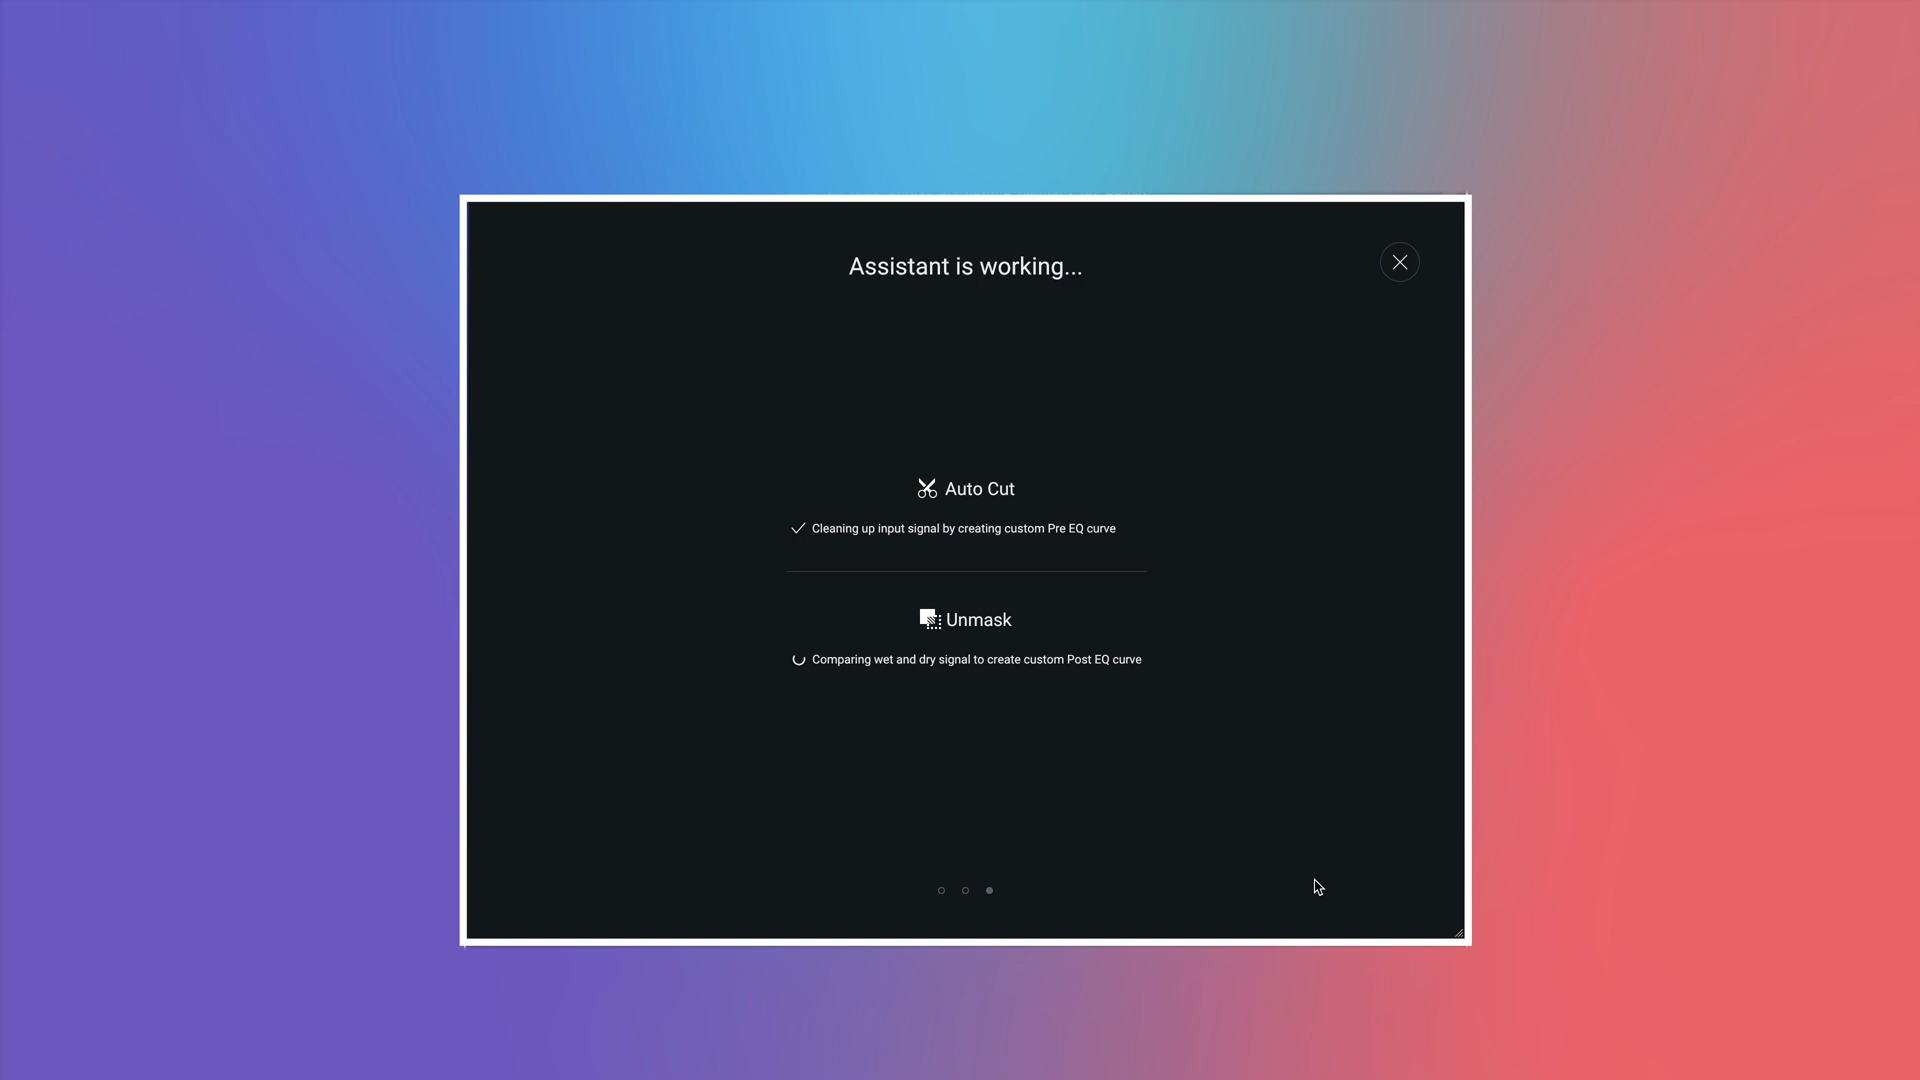 Assistant is working...
Auto Cut
Cleaning up input signal by creating custom Pre EQ curve
Unmask
Comparing wet and dry signal to create custom Post EQ curve